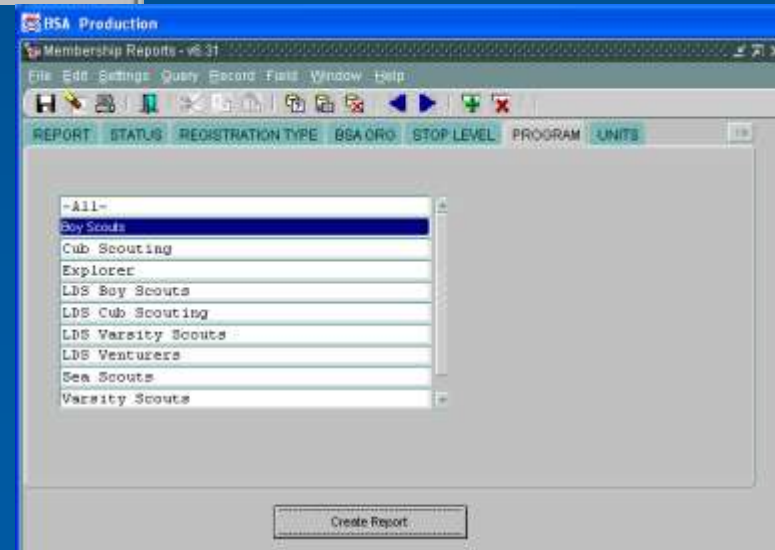 BSA Production
Membership Reports - v6.31
File Edit Settings Query Record Field Window Help
REPORT STATUS REGISTRATION TYPE BSA ORG STOP LEVEL PROGRAM UNITS
-All-
Boy Scouts
Cub Scouting
Explorer
LDS Boy Scouts
LDS Cub Scouting
LDS Varsity Scouts
LDS Venturers
Sea Scouts
Varsity Scouts
Create Report